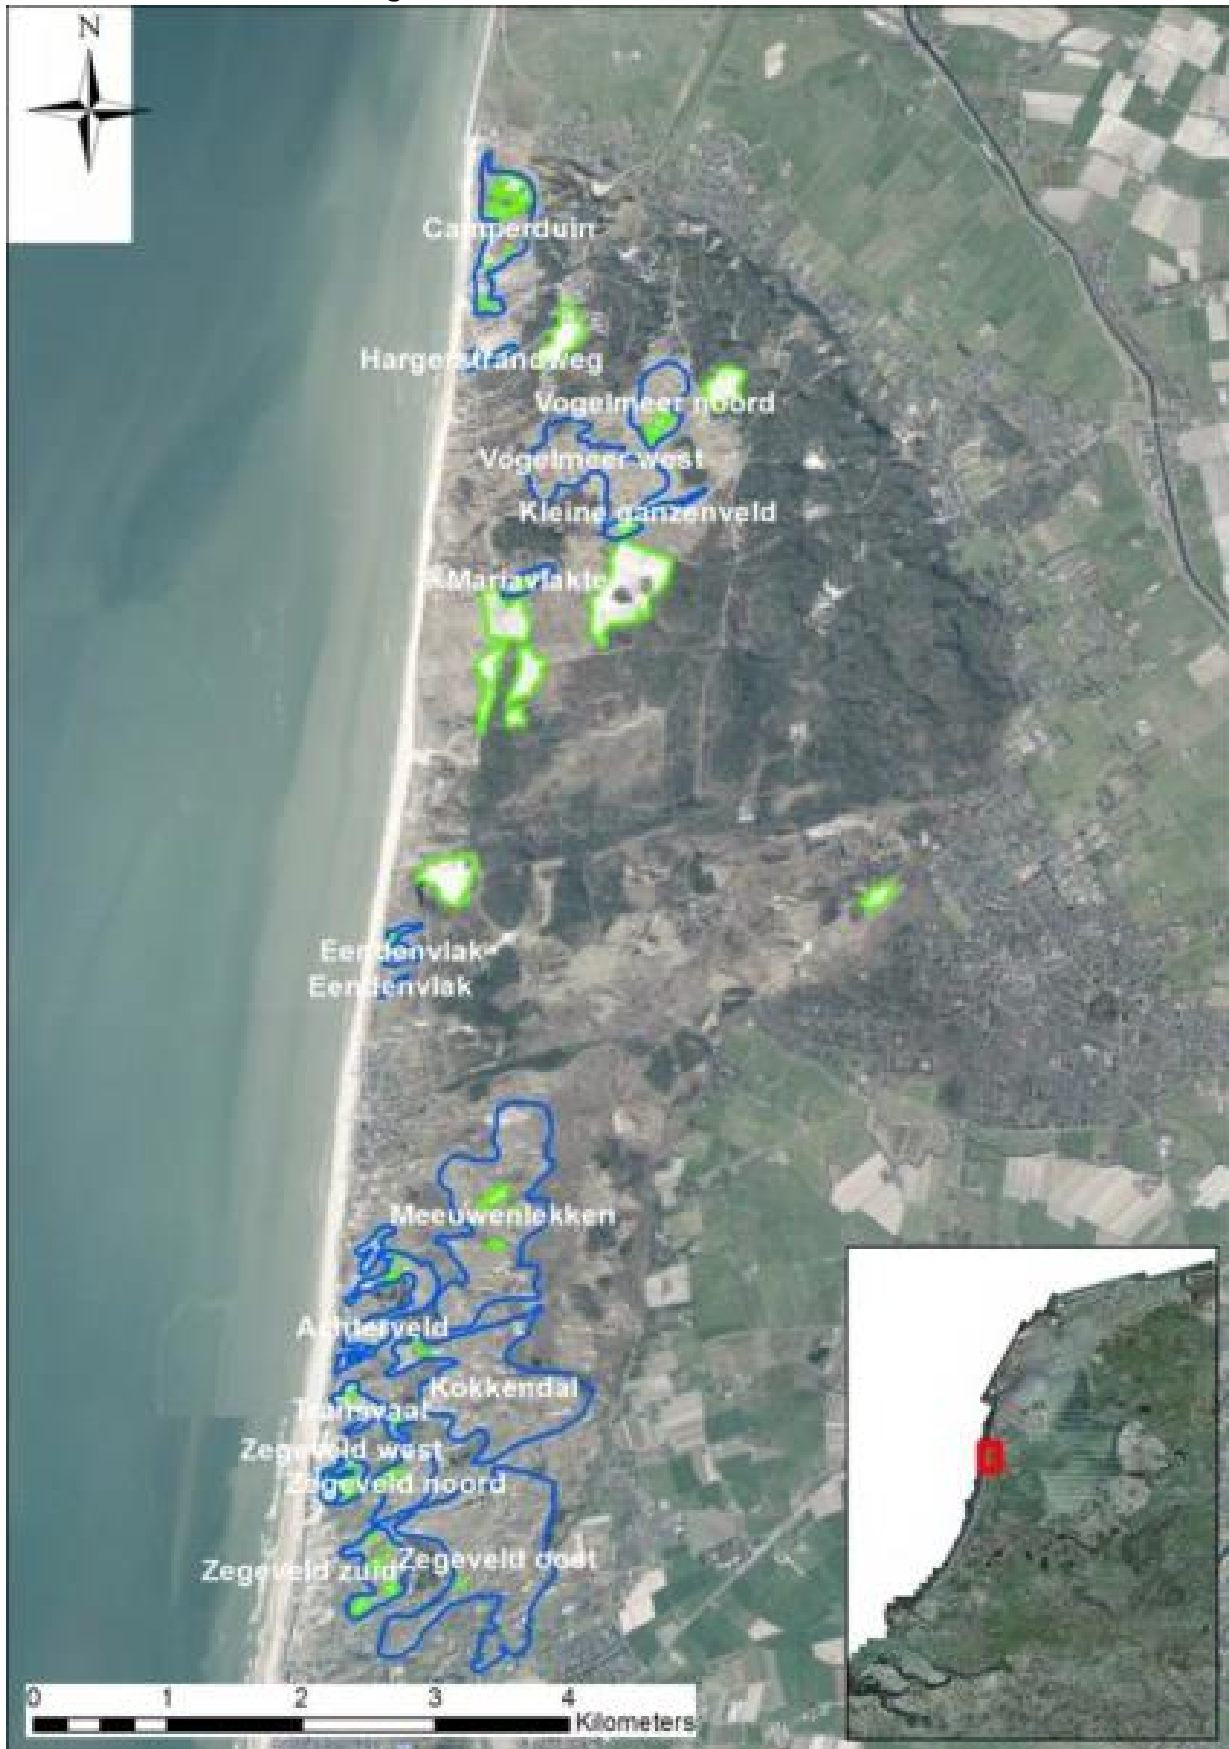 N
Camperduin
Hargerstrandweg
Vogelmeer noord
Vogelmeer west
Kleine ganzenveld
Mariavlakte
Eendenvlak
Eendenvlak
Meeuwenlekken
Achterveld
Kokkendal
Transvaal
Zegeveld west
Zegeveld noord
Zegeveld oost
Zegeveld zuid
0 1 2 3 4
Kilometers